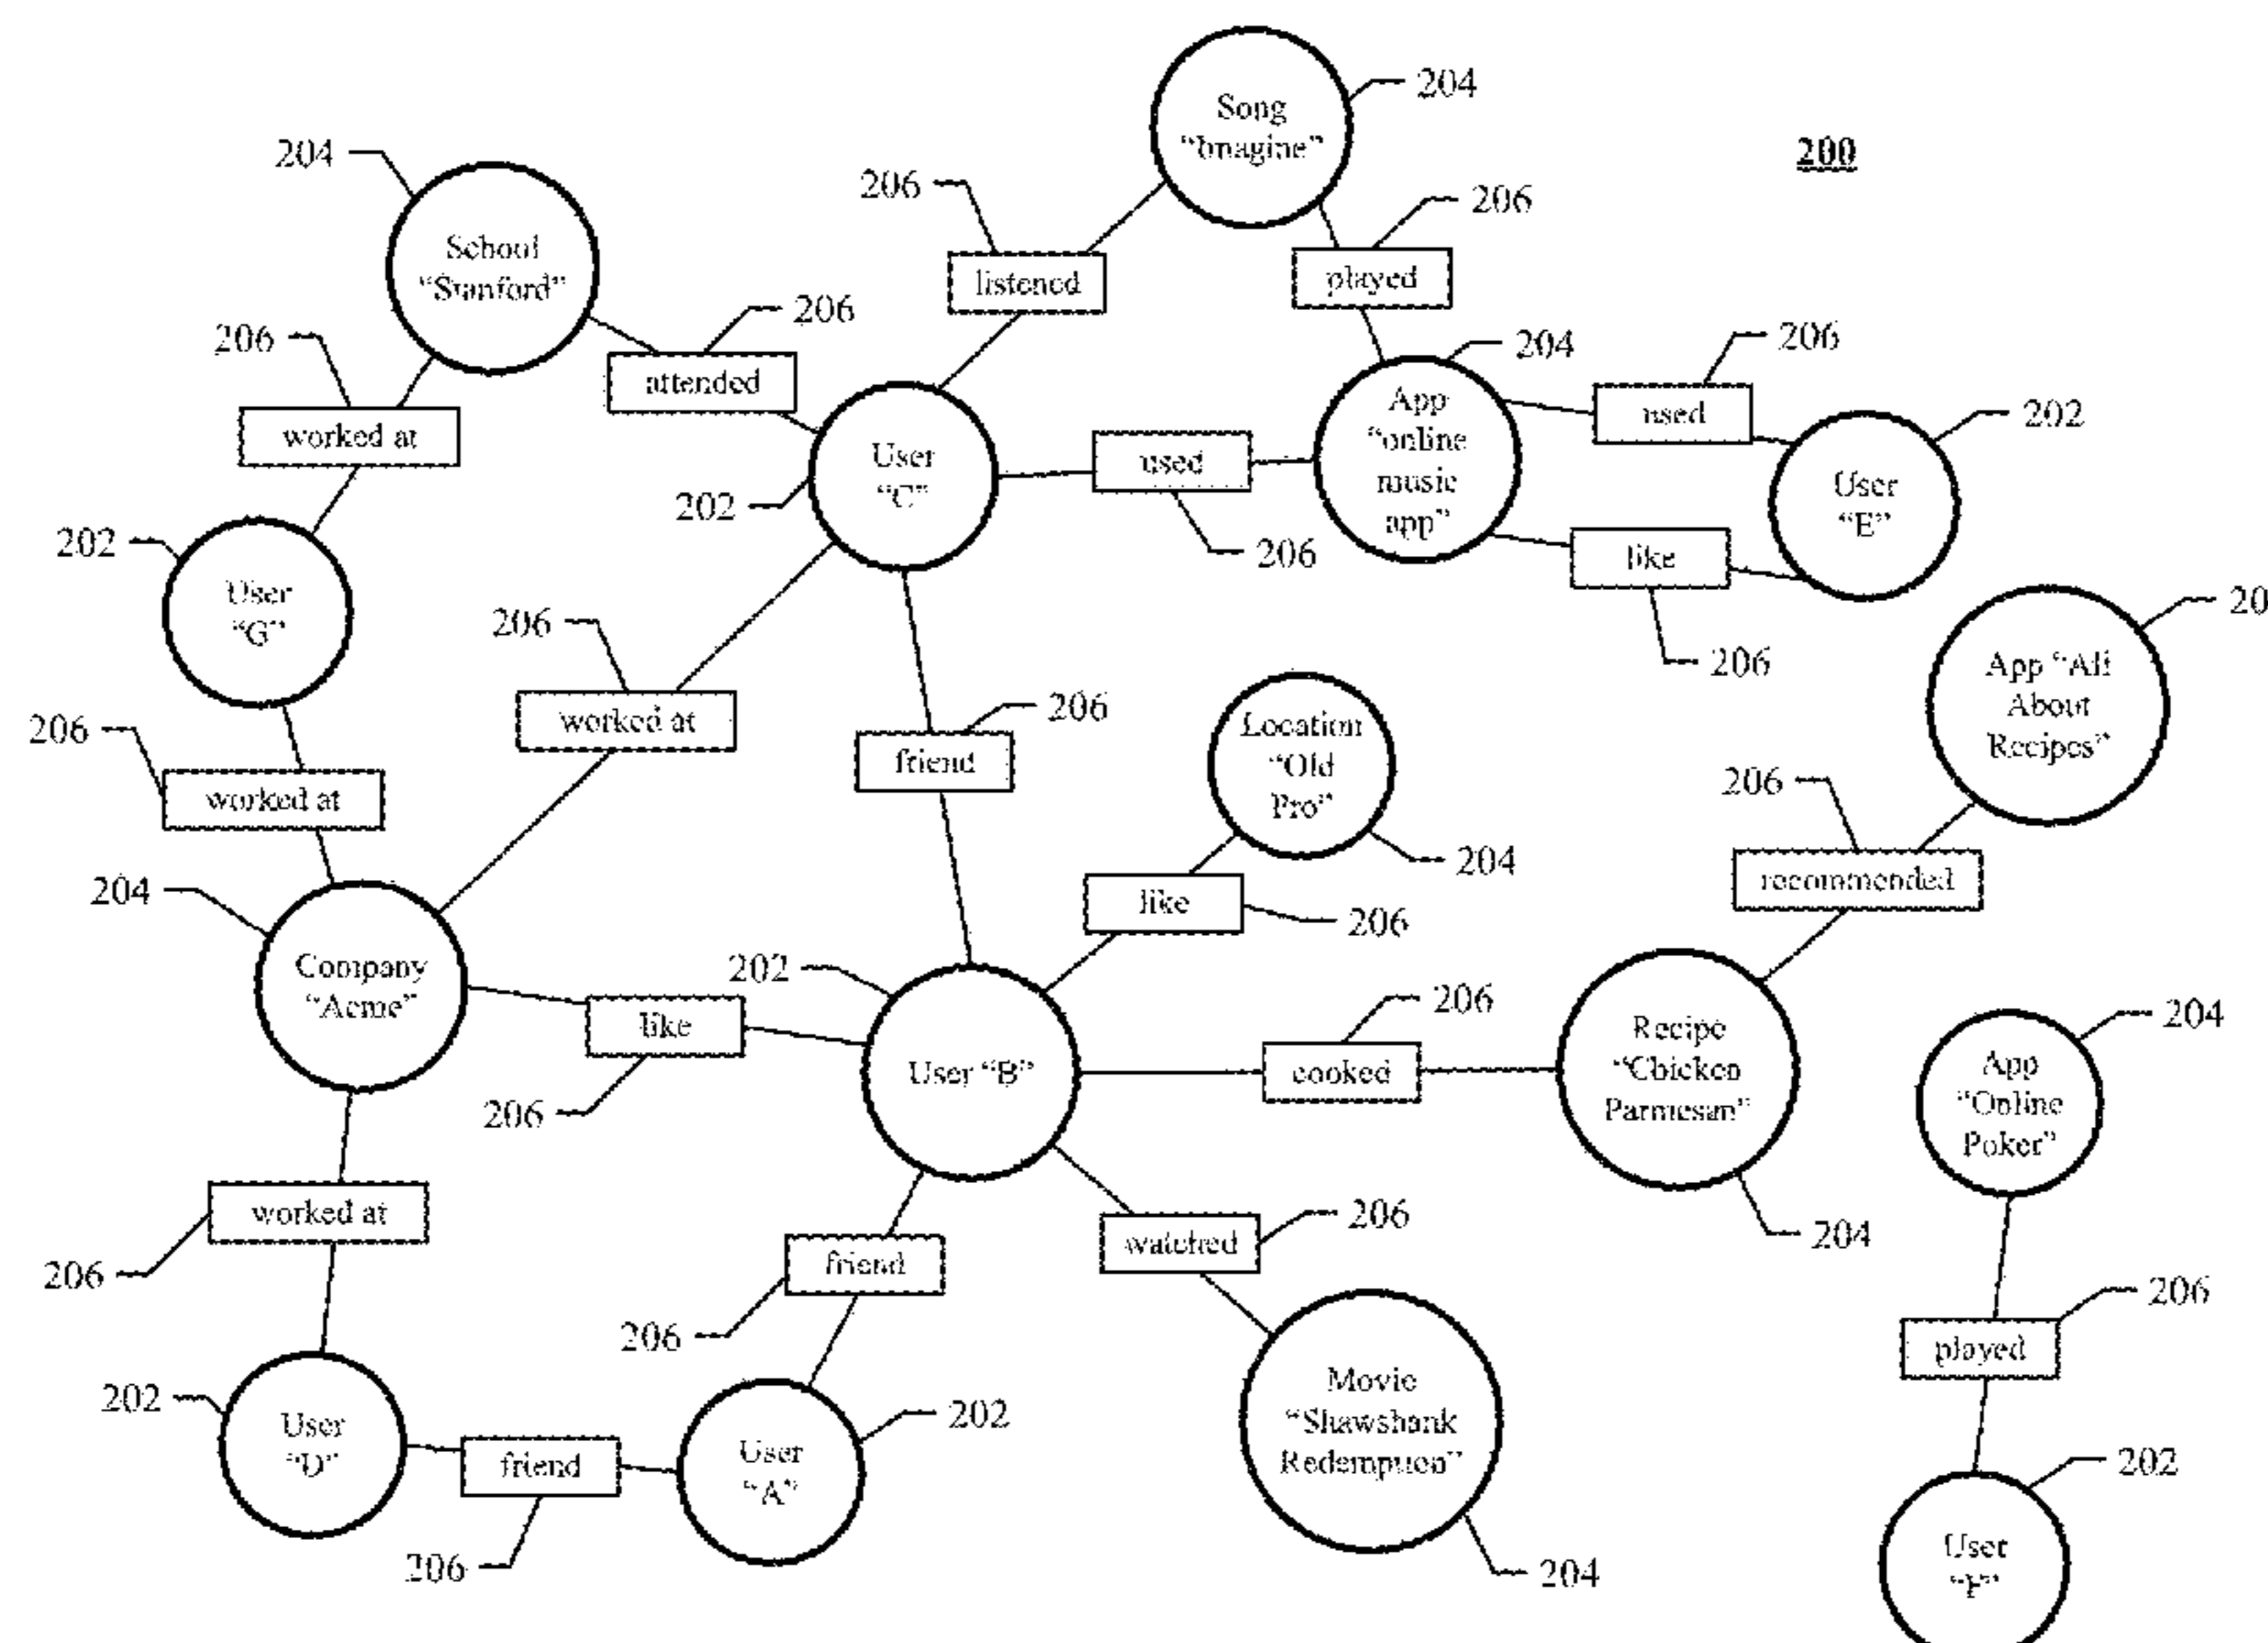 204
Song
"Imagine"
200
204
School
"Stanford"
206
listened
206
played
206
attended
206
worked at
204
App
"online
music
app"
206
used
202
User
"E"
User
"C"
202
used
206
like
206
202
User
"G"
206
worked at
206
friend
Location
"Old
Pro"
204
20
App "All
About
Recipes"
206
worked at
206
recommended
204
Company
"Acme"
like
206
202
User "B"
like
206
206
cooked
Recipe
"Chicken
Parmesan"
204
204
App
"Online
Poker"
worked at
206
friend
206
watched
206
Movie
"Shawshank
Redemption"
204
206
played
202
User
"D"
friend
206
202
User
"A"
202
User
"F"